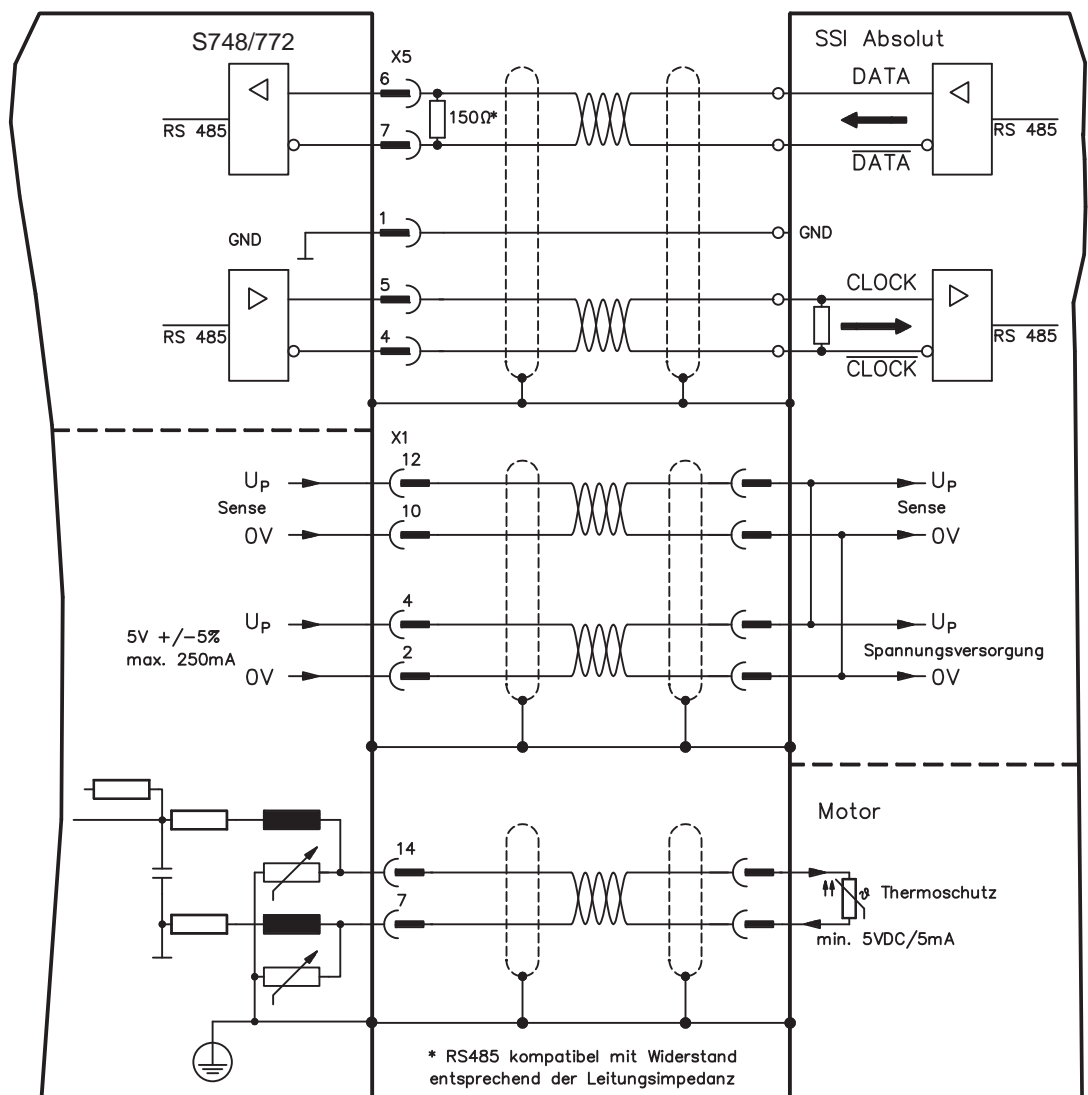 S748/772
SSI Absolut
X5
6
DATA
150Ω*
RS 485
7
RS 485
DATA
1
GND
GND
5
CLOCK
RS 485
4
RS 485
CLOCK
X1
12
UP
UP
Sense
10
Sense
0V
0V
4
UP
UP
5V +/-5%
max. 250mA
2
Spannungsversorgung
0V
0V
Motor
14
7
ϑ Thermoschutz
min. 5VDC/5mA
* RS485 kompatibel mit Widerstand
entsprechend der Leitungsimpedanz